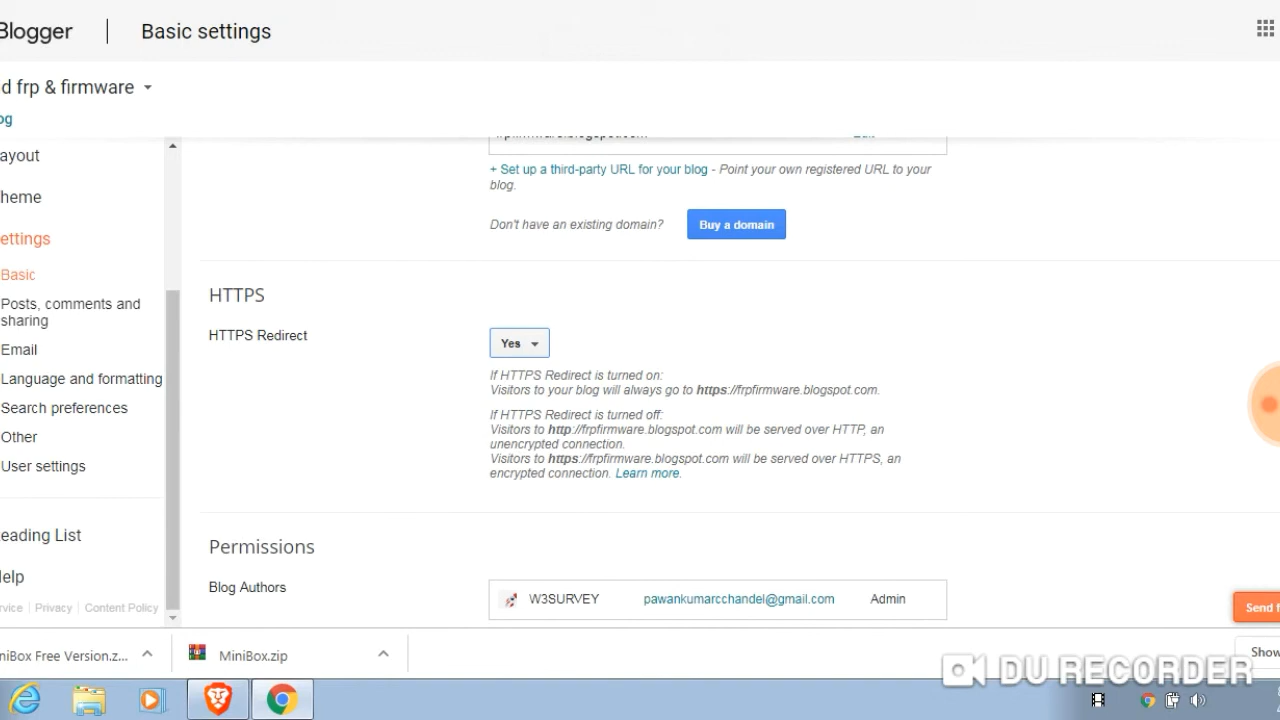 Blogger | Basic settings
d frp & firmware
og
ayout
heme
ettings
Basic
Posts, comments and
sharing
Email
Language and formatting
Search preferences
Other
User settings
eading List
elp
rvice | Privacy | Content Policy
frpfirmware.blogspot.com Edit
+ Set up a third-party URL for your blog - Point your own registered URL to your
blog.
Don't have an existing domain? Buy a domain
HTTPS
HTTPS Redirect Yes
If HTTPS Redirect is turned on:
Visitors to your blog will always go to https://frpfirmware.blogspot.com.
If HTTPS Redirect is turned off:
Visitors to http://frpfirmware.blogspot.com will be served over HTTP, an
unencrypted connection.
Visitors to https://frpfirmware.blogspot.com will be served over HTTPS, an
encrypted connection. Learn more.
Permissions
Blog Authors W3SURVEY pawankumarcchandel@gmail.com Admin
Send f
niBox Free Version.z... MiniBox.zip Show
DU RECORDER